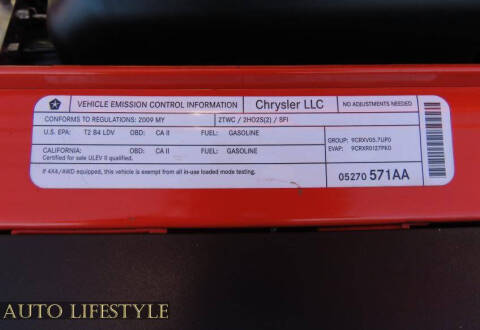 VEHICLE EMISSION CONTROL INFORMATION Chrysler LLC NO ADJUSTMENTS NEEDED
CONFORMS TO REGULATIONS: 2009 MY 2TWC / 2HO2S(2) / SFI
U.S. EPA: T2 B4 LDV OBD: CA II FUEL: GASOLINE
GROUP: 9CRXV05.7UP0
CALIFORNIA: OBD: CA II FUEL: GASOLINE
EVAP: 9CRXR0127PK0
Certified for sale ULEV II qualified.
If 4X4/AWD equipped, this vehicle is exempted from all in-use loaded mode testing.
05270 571AA
AUTO LIFESTYLE